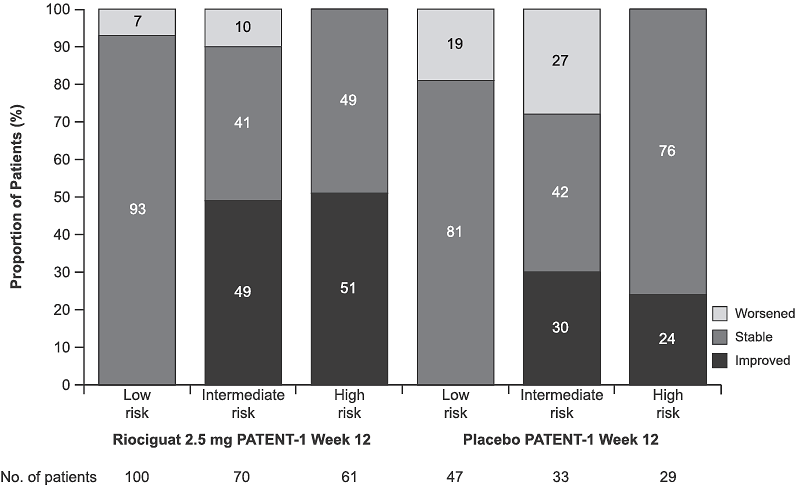 Proportion of Patients (%)
100
90
80
70
60
50
40
30
20
10
0
7
93
10
41
49
49
51
19
81
27
42
30
76
24
Worsened
Stable
Improved
Low risk
Intermediate risk
High risk
Low risk
Intermediate risk
High risk
Riociguat 2.5 mg PATENT-1 Week 12
Placebo PATENT-1 Week 12
No. of patients 100 70 61 47 33 29